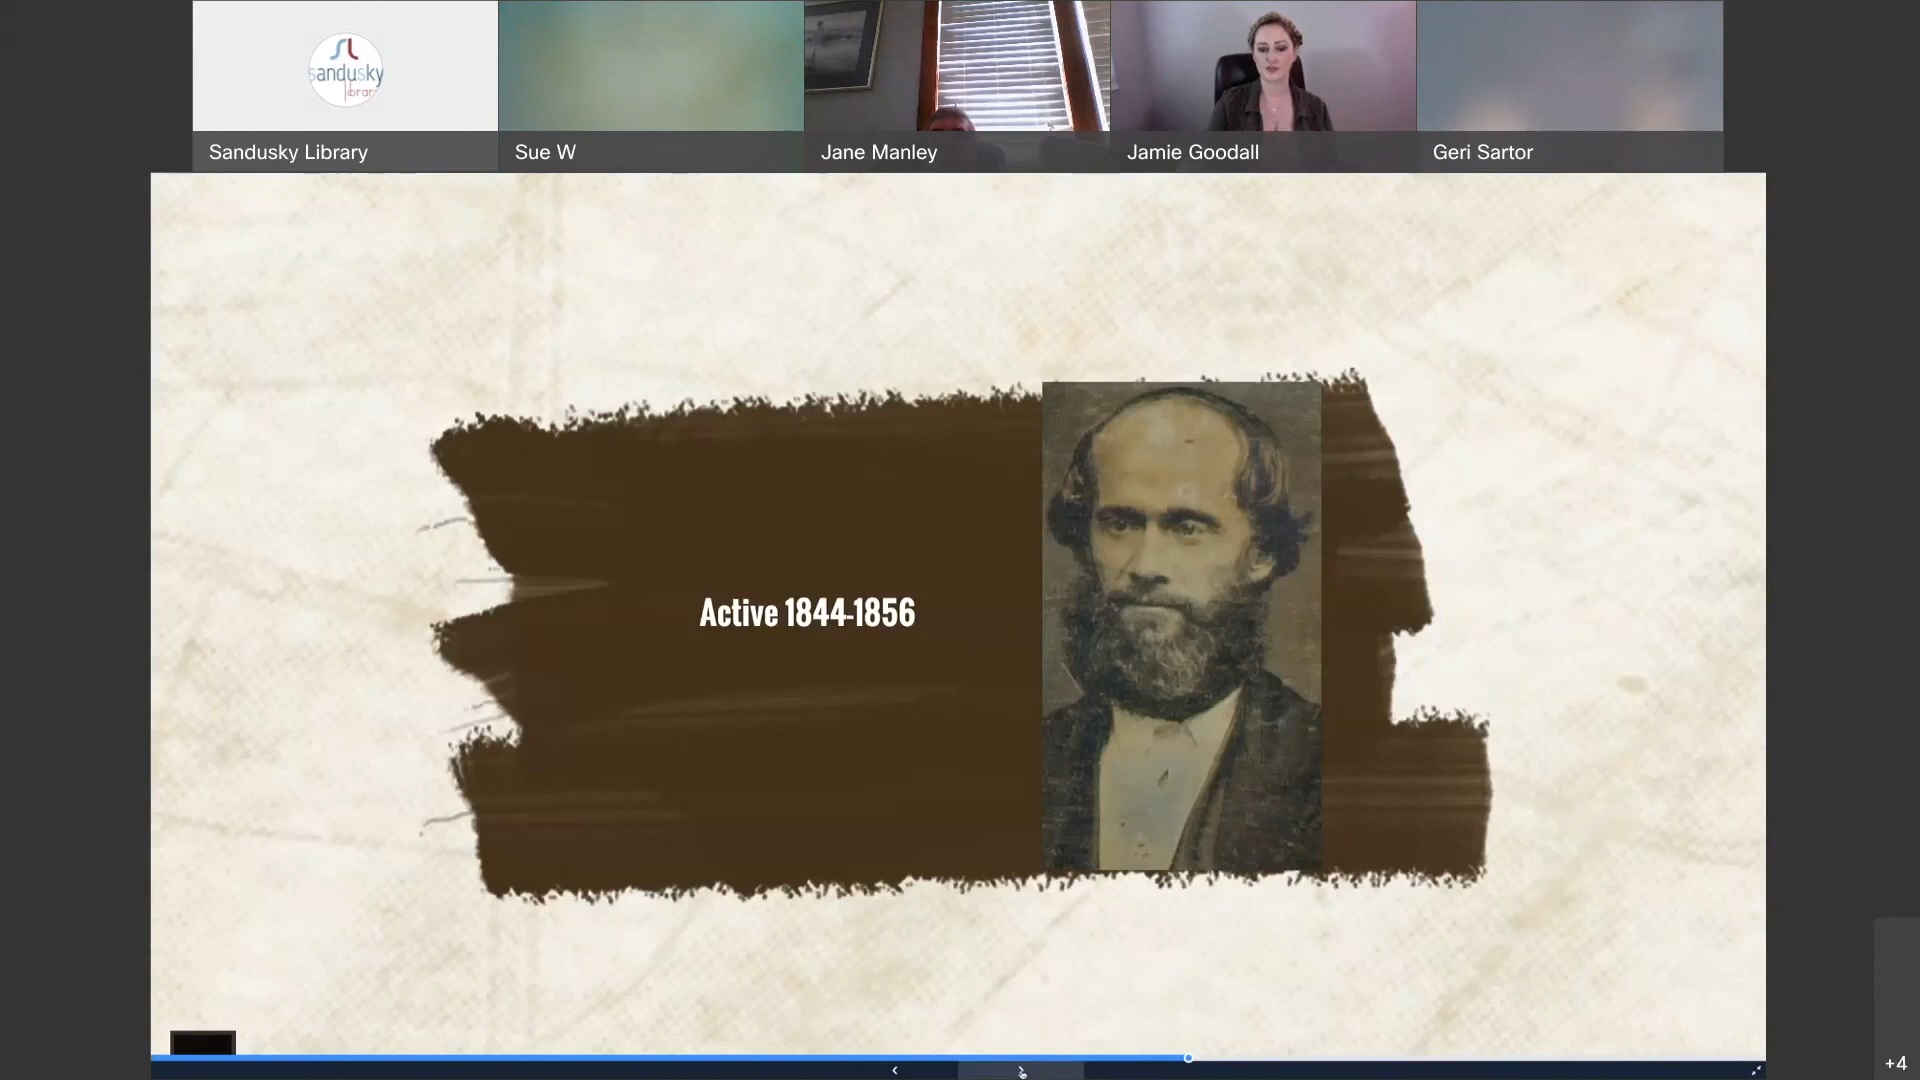 sandusky
library
Sandusky Library
Sue W
Jane Manley
Jamie Goodall
Geri Sartor
Active 1844-1856
+4